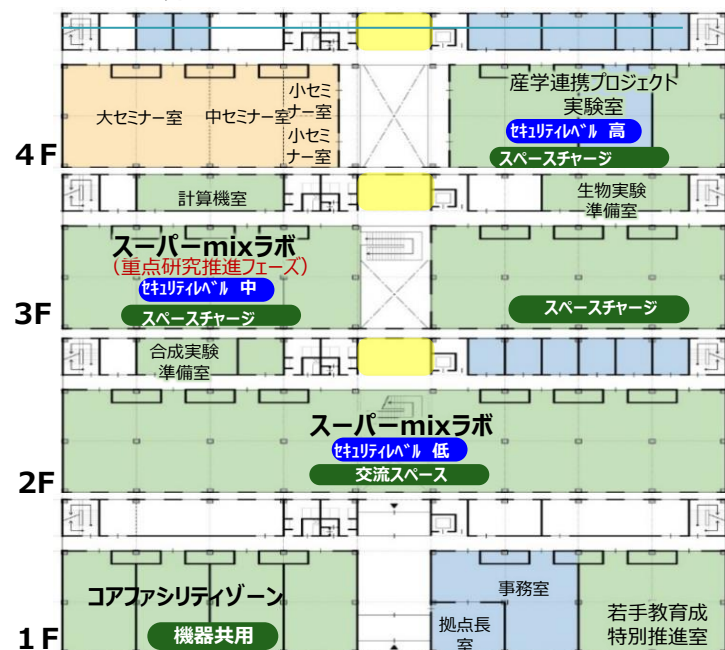 産学連携プロジェクト
実験室
セキュリティレベル 高
スペースチャージ
大セミナー室
中セミナー室
小セミ
ナー室
小セミ
ナー室
4F
計算機室
生物実験
準備室
スーパーmixラボ
(重点研究推進フェーズ)
セキュリティレベル 中
スペースチャージ
スペースチャージ
3F
合成実験
準備室
スーパーmixラボ
セキュリティレベル 低
交流スペース
2F
コアファシリティゾーン
機器共用
事務室
拠点長
室
若手教育成
特別推進室
1F